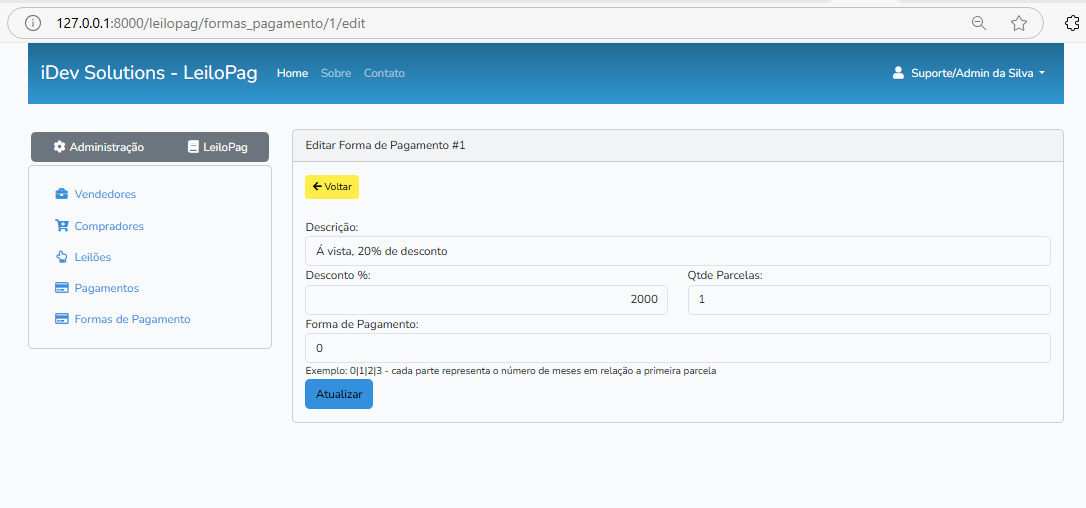 127.0.0.1:8000/leilopag/formas_pagamento/1/edit
iDev Solutions - LeiloPag Home Sobre Contato Suporte/Admin da Silva
Administração LeiloPag
Vendedores
Compradores
Leilões
Pagamentos
Formas de Pagamento
Editar Forma de Pagamento #1
Voltar
Descrição:
Á vista, 20% de desconto
Desconto %: Qtde Parcelas:
2000 1
Forma de Pagamento:
0
Exemplo: 0|1|2|3 - cada parte representa o número de meses em relação a primeira parcela
Atualizar